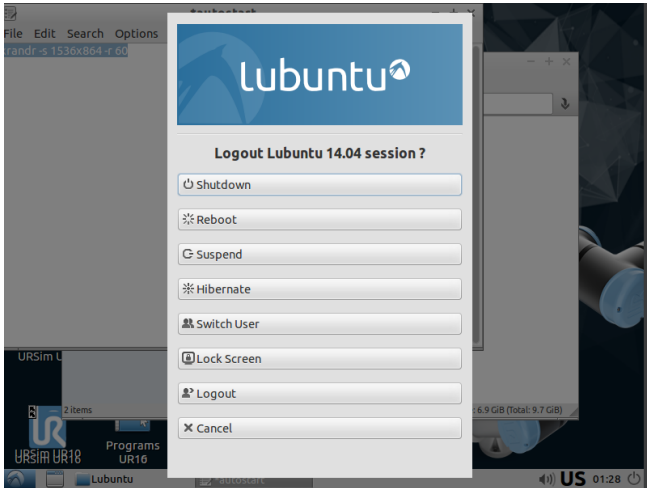 *autostart
File Edit Search Options
xrandr -s 1536x864 -r 60
lubuntu
Logout Lubuntu 14.04 session ?
Shutdown
Reboot
Suspend
Hibernate
Switch User
Lock Screen
Logout
Cancel
URSim U
2 items
: 6.9 GiB (Total: 9.7 GiB)
UR
URSim UR10
Programs
UR16
Lubuntu
*autostart
US 01:28